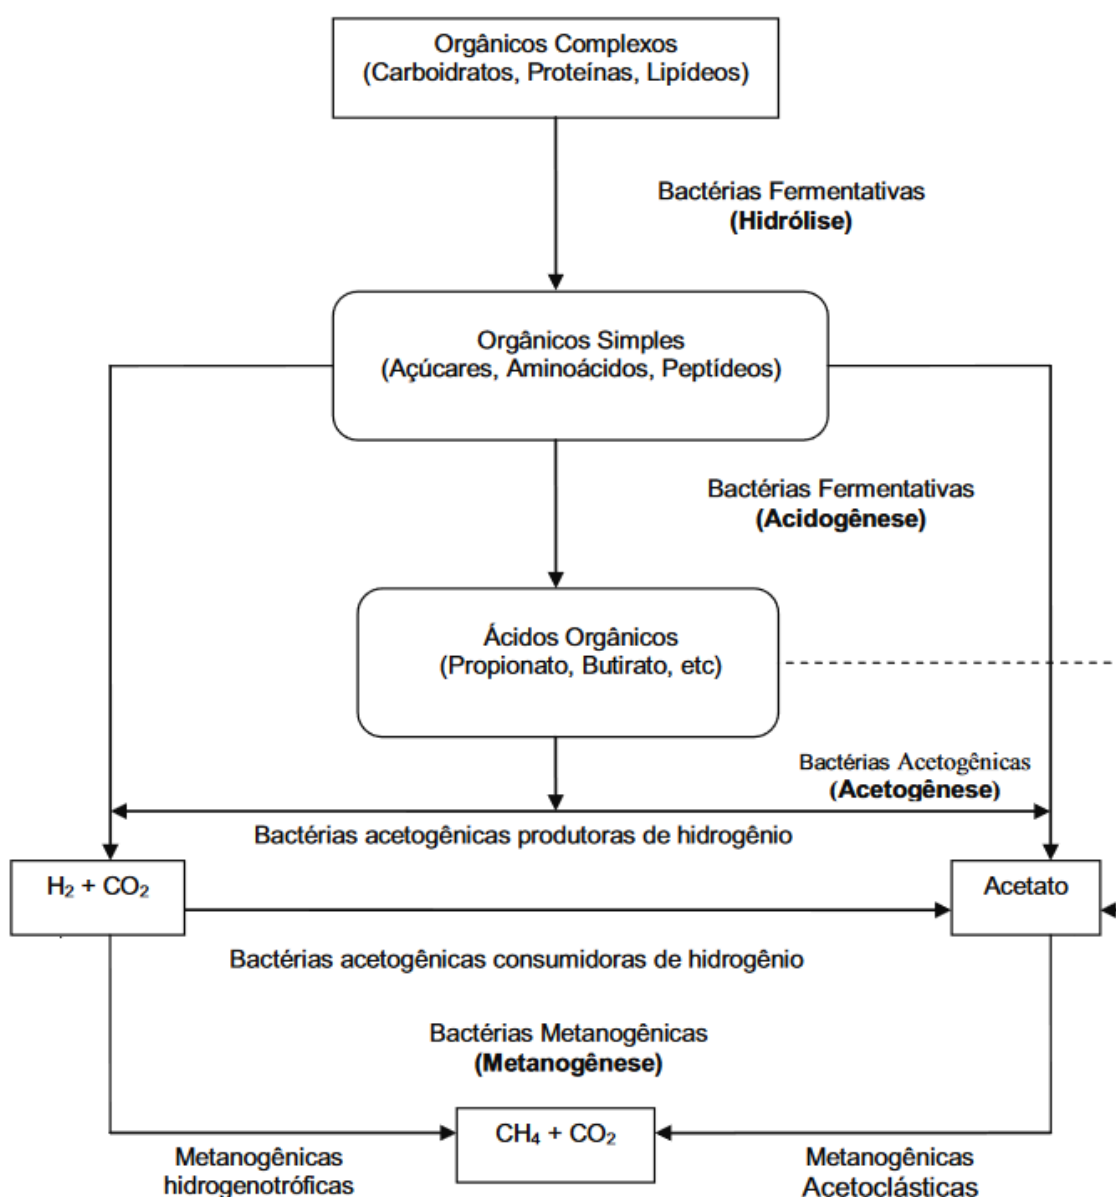 Orgânicos Complexos
(Carboidratos, Proteínas, Lipídeos)
Bactérias Fermentativas
(Hidrólise)
Orgânicos Simples
(Açúcares, Aminoácidos, Peptídeos)
Bactérias Fermentativas
(Acidogênese)
Ácidos Orgânicos
(Propionato, Butirato, etc)
Bactérias Acetogênicas
(Acetogênese)
Bactérias acetogênicas produtoras de hidrogênio
H₂ + CO₂
Acetato
Bactérias acetogênicas consumidoras de hidrogênio
Bactérias Metanogênicas
(Metanogênese)
CH₄ + CO₂
Metanogênicas
hidrogenotróficas
Metanogênicas
Acetoclásticas